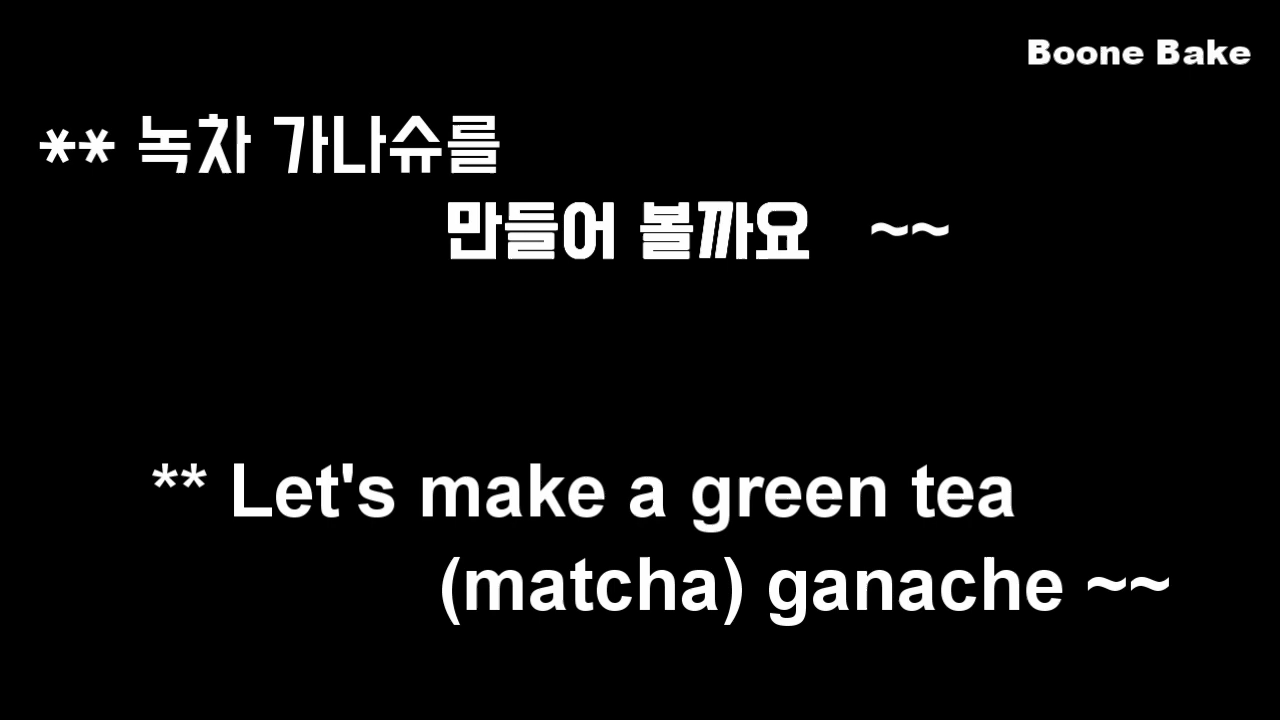 Boone Bake
** 녹차 가나슈를
만들어 볼까요 ~~
** Let's make a green tea
(matcha) ganache ~~